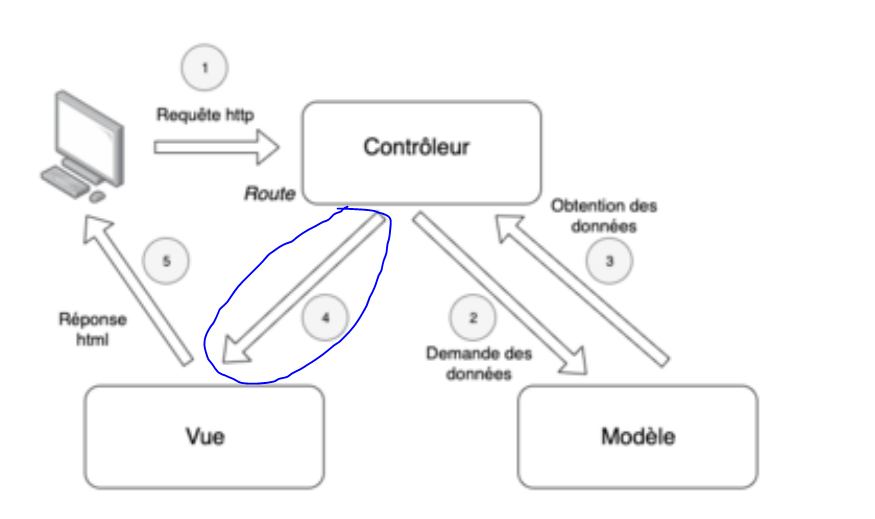 1
Requête http
Contrôleur
Route
Obtention des
données
3
5
4
2
Réponse
html
Demande des
données
Vue
Modèle